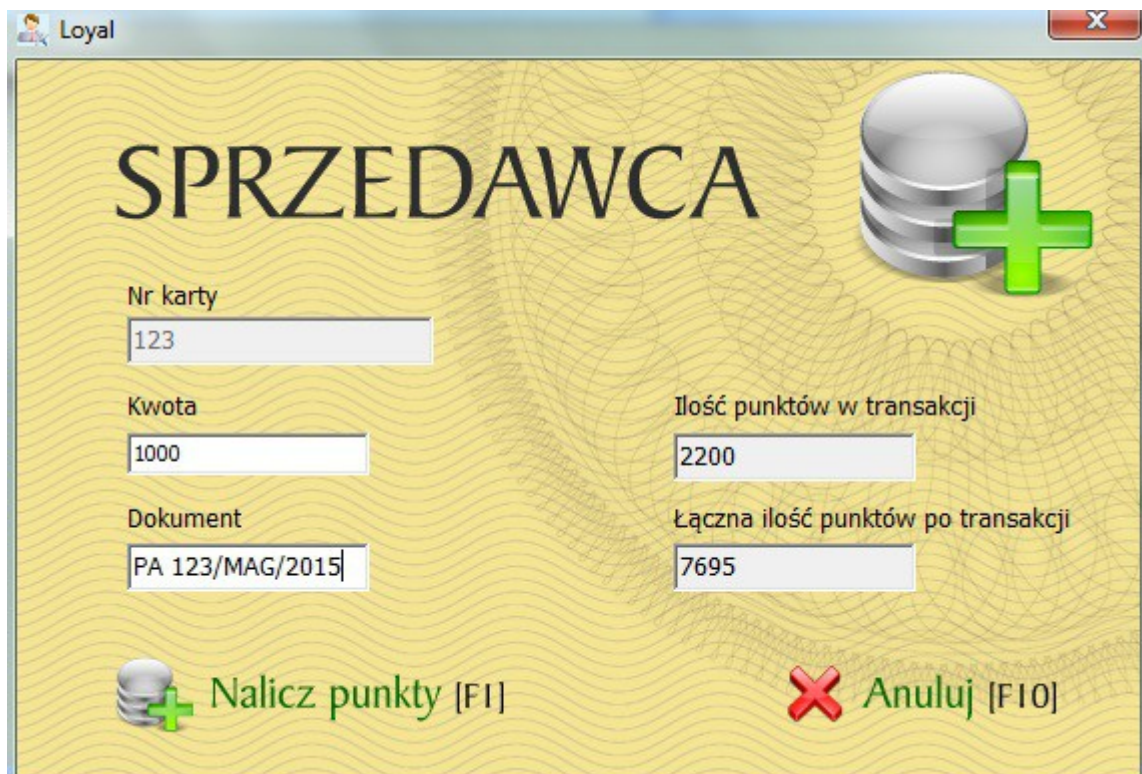 Loyal
SPRZEDAWCA
Nr karty
123
Kwota
1000
Ilość punktów w transakcji
2200
Dokument
PA 123/MAG/2015
Łączna ilość punktów po transakcji
7695
Nalicz punkty [F1]
Anuluj [F10]